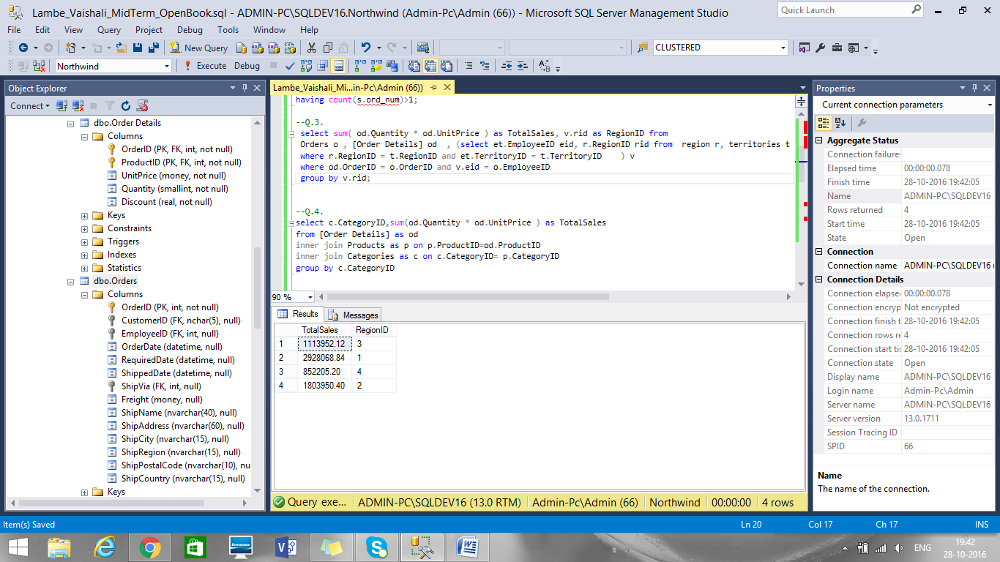 Lambe_Vaishali_MidTerm_OpenBook.sql - ADMIN-PC\SQLDEV16.Northwind (Admin-Pc\Admin (66)) - Microsoft SQL Server Management Studio
Quick Launch
File Edit View Query Project Debug Tools Window Help
New Query
CLUSTERED
Northwind
Execute Debug
Object Explorer
Connect
dbo.Order Details
Columns
OrderID (PK, FK, int, not null)
ProductID (PK, FK, int, not null)
UnitPrice (money, not null)
Quantity (smallint, not null)
Discount (real, not null)
Keys
Constraints
Triggers
Indexes
Statistics
dbo.Orders
Columns
OrderID (PK, int, not null)
CustomerID (FK, nchar(5), null)
EmployeeID (FK, int, null)
OrderDate (datetime, null)
RequiredDate (datetime, null)
ShippedDate (datetime, null)
ShipVia (FK, int, null)
Freight (money, null)
ShipName (nvarchar(40), null)
ShipAddress (nvarchar(60), null)
ShipCity (nvarchar(15), null)
ShipRegion (nvarchar(15), null)
ShipPostalCode (nvarchar(10), nu
ShipCountry (nvarchar(15), null)
Keys
Lambe_Vaishali_Mi...in-Pc\Admin (66))
having count(s.ord_num)>1;
--Q.3.
select sum( od.Quantity * od.UnitPrice ) as TotalSales, v.rid as RegionID from
Orders o , [Order Details] od , (select et.EmployeeID eid, r.RegionID rid from region r, territories t
where r.RegionID = t.RegionID and et.TerritoryID = t.TerritoryID ) v
where od.OrderID = o.OrderID and v.eid = o.EmployeeID
group by v.rid;
--Q.4.
select c.CategoryID,sum(od.Quantity * od.UnitPrice ) as TotalSales
from [Order Details] as od
inner join Products as p on p.ProductID=od.ProductID
inner join Categories as c on c.CategoryID= p.CategoryID
group by c.CategoryID
90 %
Results Messages
TotalSales RegionID
1 1113952.12 3
2 2928068.84 1
3 852205.20 4
4 1803950.40 2
Query exe... ADMIN-PC\SQLDEV16 (13.0 RTM) Admin-Pc\Admin (66) Northwind 00:00:00 4 rows
Properties
Current connection parameters
Aggregate Status
Connection failures
Elapsed time 00:00:00.078
Finish time 28-10-2016 19:42:05
Name ADMIN-PC\SQLDEV16
Rows returned 4
Start time 28-10-2016 19:42:05
State Open
Connection
Connection name ADMIN-PC\SQLDEV16 (
Connection Details
Connection elapse 00:00:00.078
Connection encryp Not encrypted
Connection finish t 28-10-2016 19:42:05
Connection rows re 4
Connection start ti 28-10-2016 19:42:05
Connection state Open
Display name ADMIN-PC\SQLDEV16
Login name Admin-Pc\Admin
Server name ADMIN-PC\SQLDEV16
Server version 13.0.1711
Session Tracing ID
SPID 66
Name
The name of the connection.
Item(s) Saved Ln 20 Col 17 Ch 17 INS
lenovo
ENG
19:42
28-10-2016